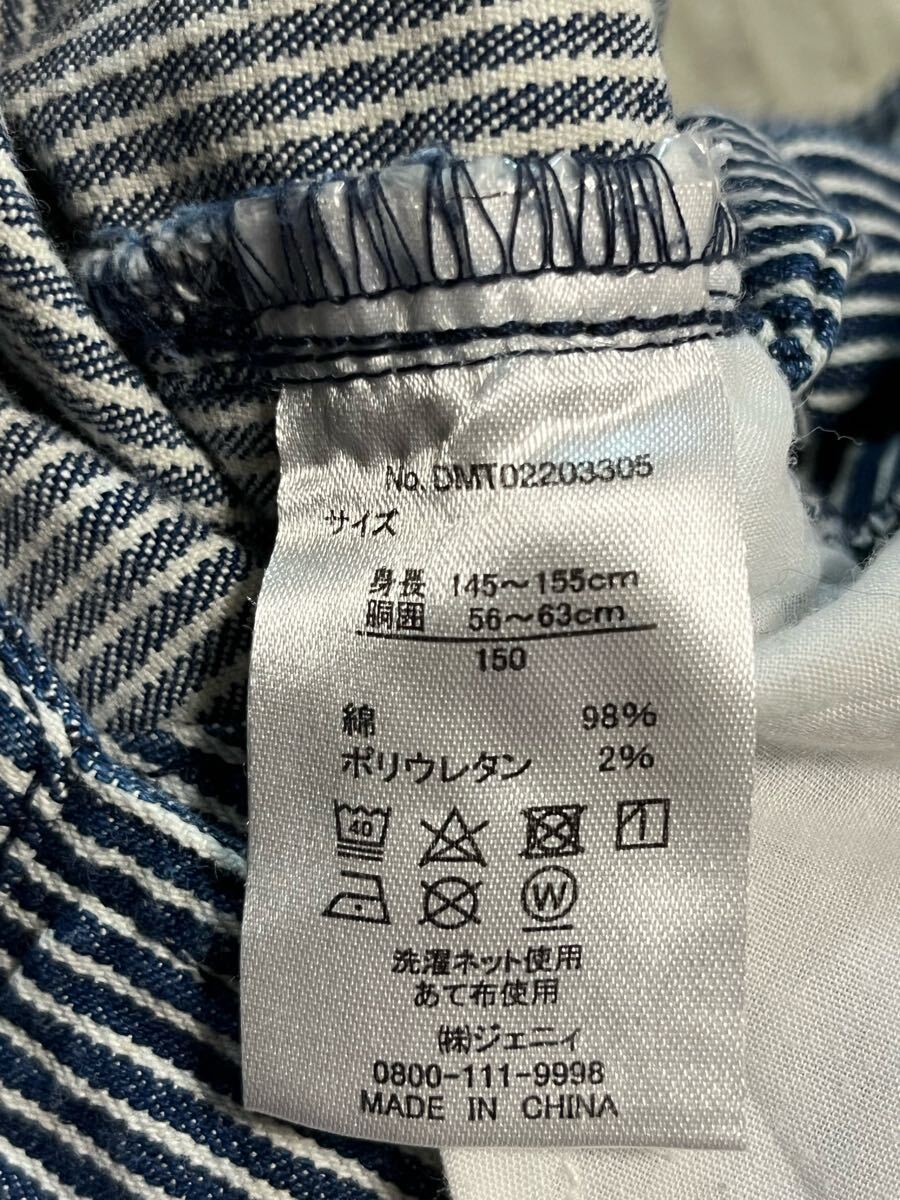 No.DMT02203305
サイズ
身長 145～155cm
胴囲 56～63cm
150
綿 98%
ポリウレタン 2%
40
W
洗濯ネット使用
あて布使用
㈱ジェニィ
0800-111-9998
MADE IN CHINA